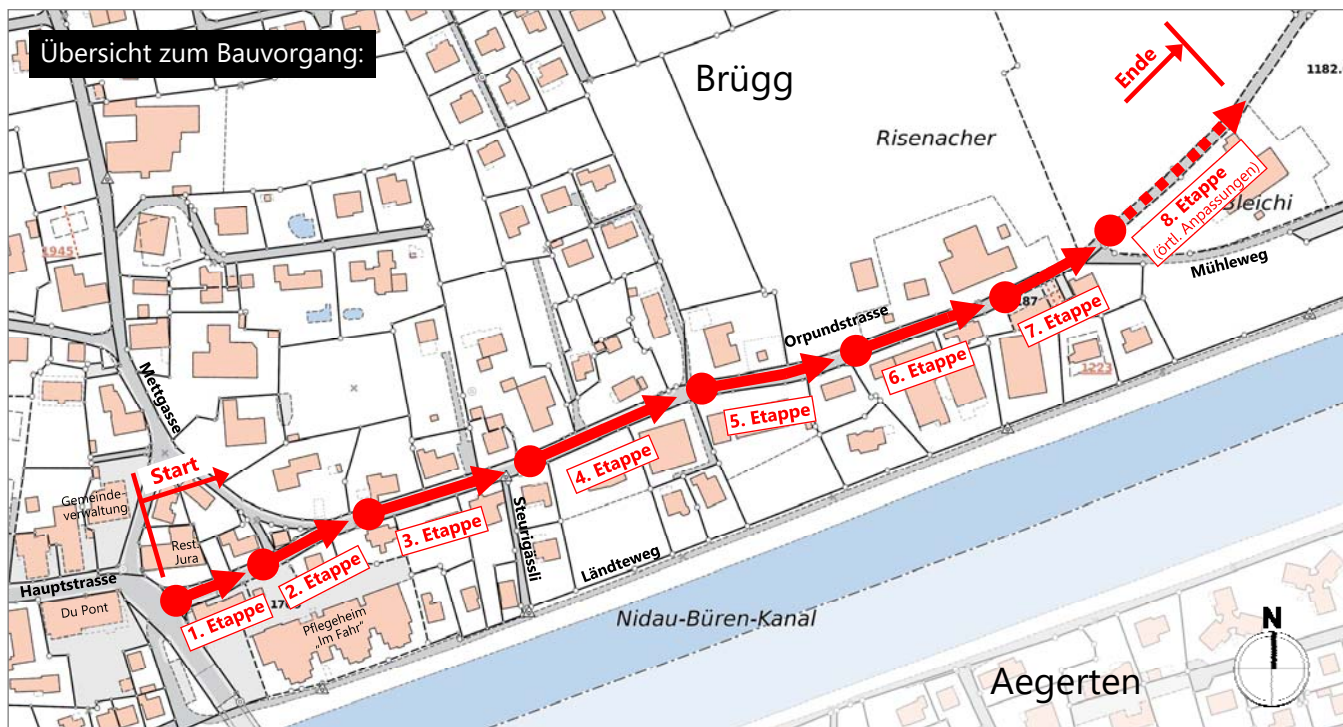 Übersicht zum Bauvorgang:
Brügg
Ende
1182.
Risenacher
8. Etappe
(örtl. Anpassungen)
Bleichi
1945
Mühleweg
Orpundstrasse
187
7. Etappe
1223
6. Etappe
5. Etappe
Mettgasse
Start
4. Etappe
Gemeinde-
verwaltung
Rest.
Jura
3. Etappe
Steurigässli
Ländteweg
Hauptstrasse
2. Etappe
1. Etappe
Du Pont
Pflegeheim
„Im Fahr"
Nidau-Büren-Kanal
Aegerten
N